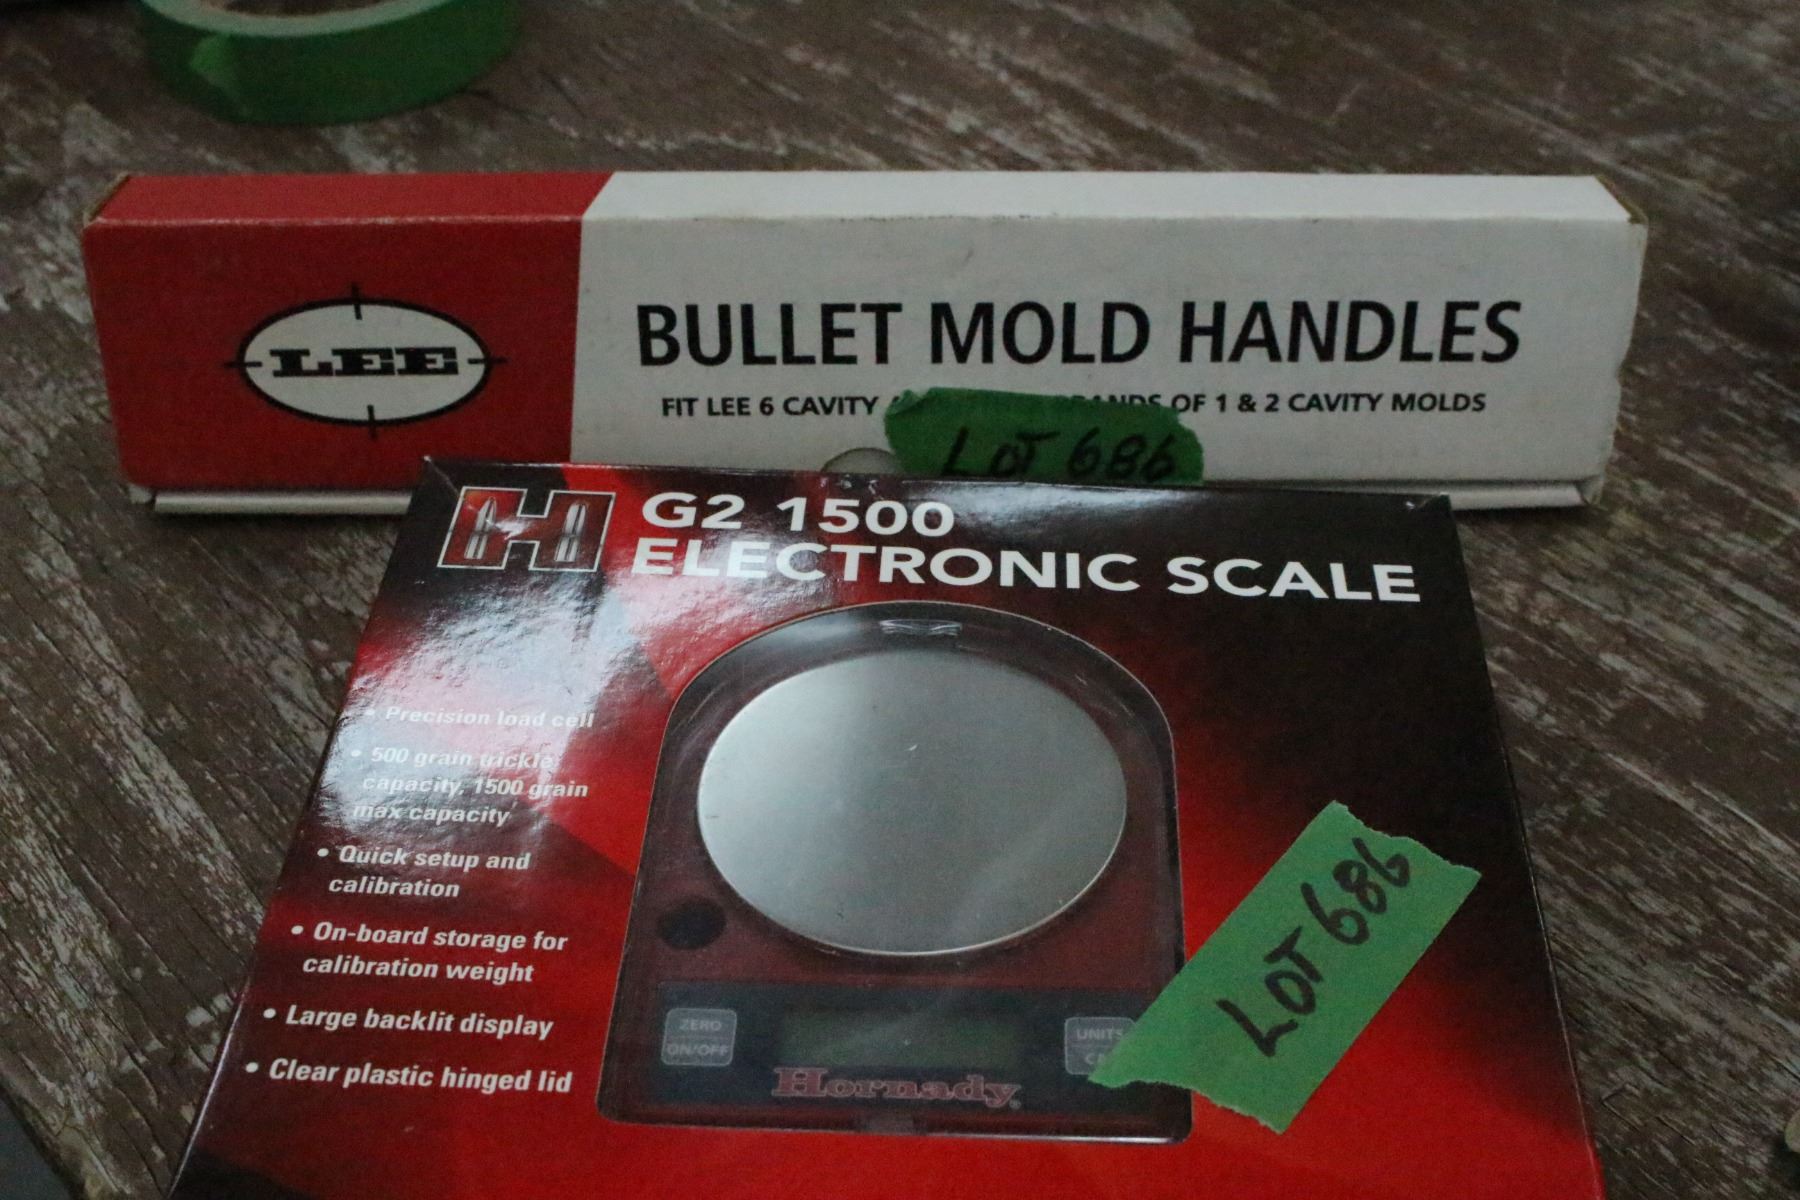 LEE
BULLET MOLD HANDLES
FIT LEE 6 CAVITY OF 1 & 2 CAVITY MOLDS
LOT 686
H
G2 1500
ELECTRONIC SCALE
• Precision load cell
• 500 grain trickle
capacity, 1500 grain
max capacity
• Quick setup and
calibration
• On-board storage for
calibration weight
• Large backlit display
• Clear plastic hinged lid
ZERO
ON/OFF
UNITS
Hornady®
LOT 686